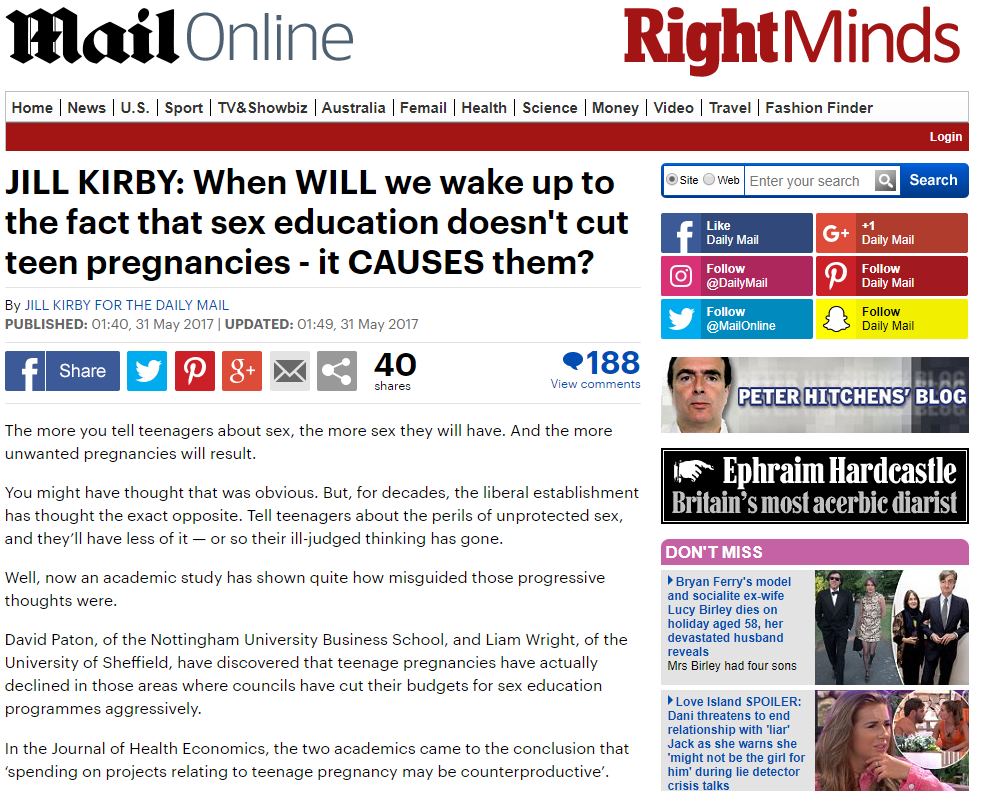 Mail Online
RightMinds
Home News U.S. Sport TV&Showbiz Australia Femail Health Science Money Video Travel Fashion Finder
Login
JILL KIRBY: When WILL we wake up to
the fact that sex education doesn't cut
teen pregnancies - it CAUSES them?
By JILL KIRBY FOR THE DAILY MAIL
PUBLISHED: 01:40, 31 May 2017 | UPDATED: 01:49, 31 May 2017
Share
40
shares
188
View comments
The more you tell teenagers about sex, the more sex they will have. And the more
unwanted pregnancies will result.
You might have thought that was obvious. But, for decades, the liberal establishment
has thought the exact opposite. Tell teenagers about the perils of unprotected sex,
and they’ll have less of it — or so their ill-judged thinking has gone.
Well, now an academic study has shown quite how misguided those progressive
thoughts were.
David Paton, of the Nottingham University Business School, and Liam Wright, of the
University of Sheffield, have discovered that teenage pregnancies have actually
declined in those areas where councils have cut their budgets for sex education
programmes aggressively.
In the Journal of Health Economics, the two academics came to the conclusion that
‘spending on projects relating to teenage pregnancy may be counterproductive’.
Site Web Enter your search Search
Like
Daily Mail
G+
+1
Daily Mail
Follow
@DailyMail
Follow
Daily Mail
Follow
@MailOnline
Follow
Daily Mail
PETER HITCHENS' BLOG
Ephraim Hardcastle
Britain's most acerbic diarist
DON'T MISS
Bryan Ferry's model
and socialite ex-wife
Lucy Birley dies on
holiday aged 58, her
devastated husband
reveals
Mrs Birley had four sons
Love Island SPOILER:
Dani threatens to end
relationship with 'liar'
Jack as she warns she
'might not be the girl for
him' during lie detector
crisis talks